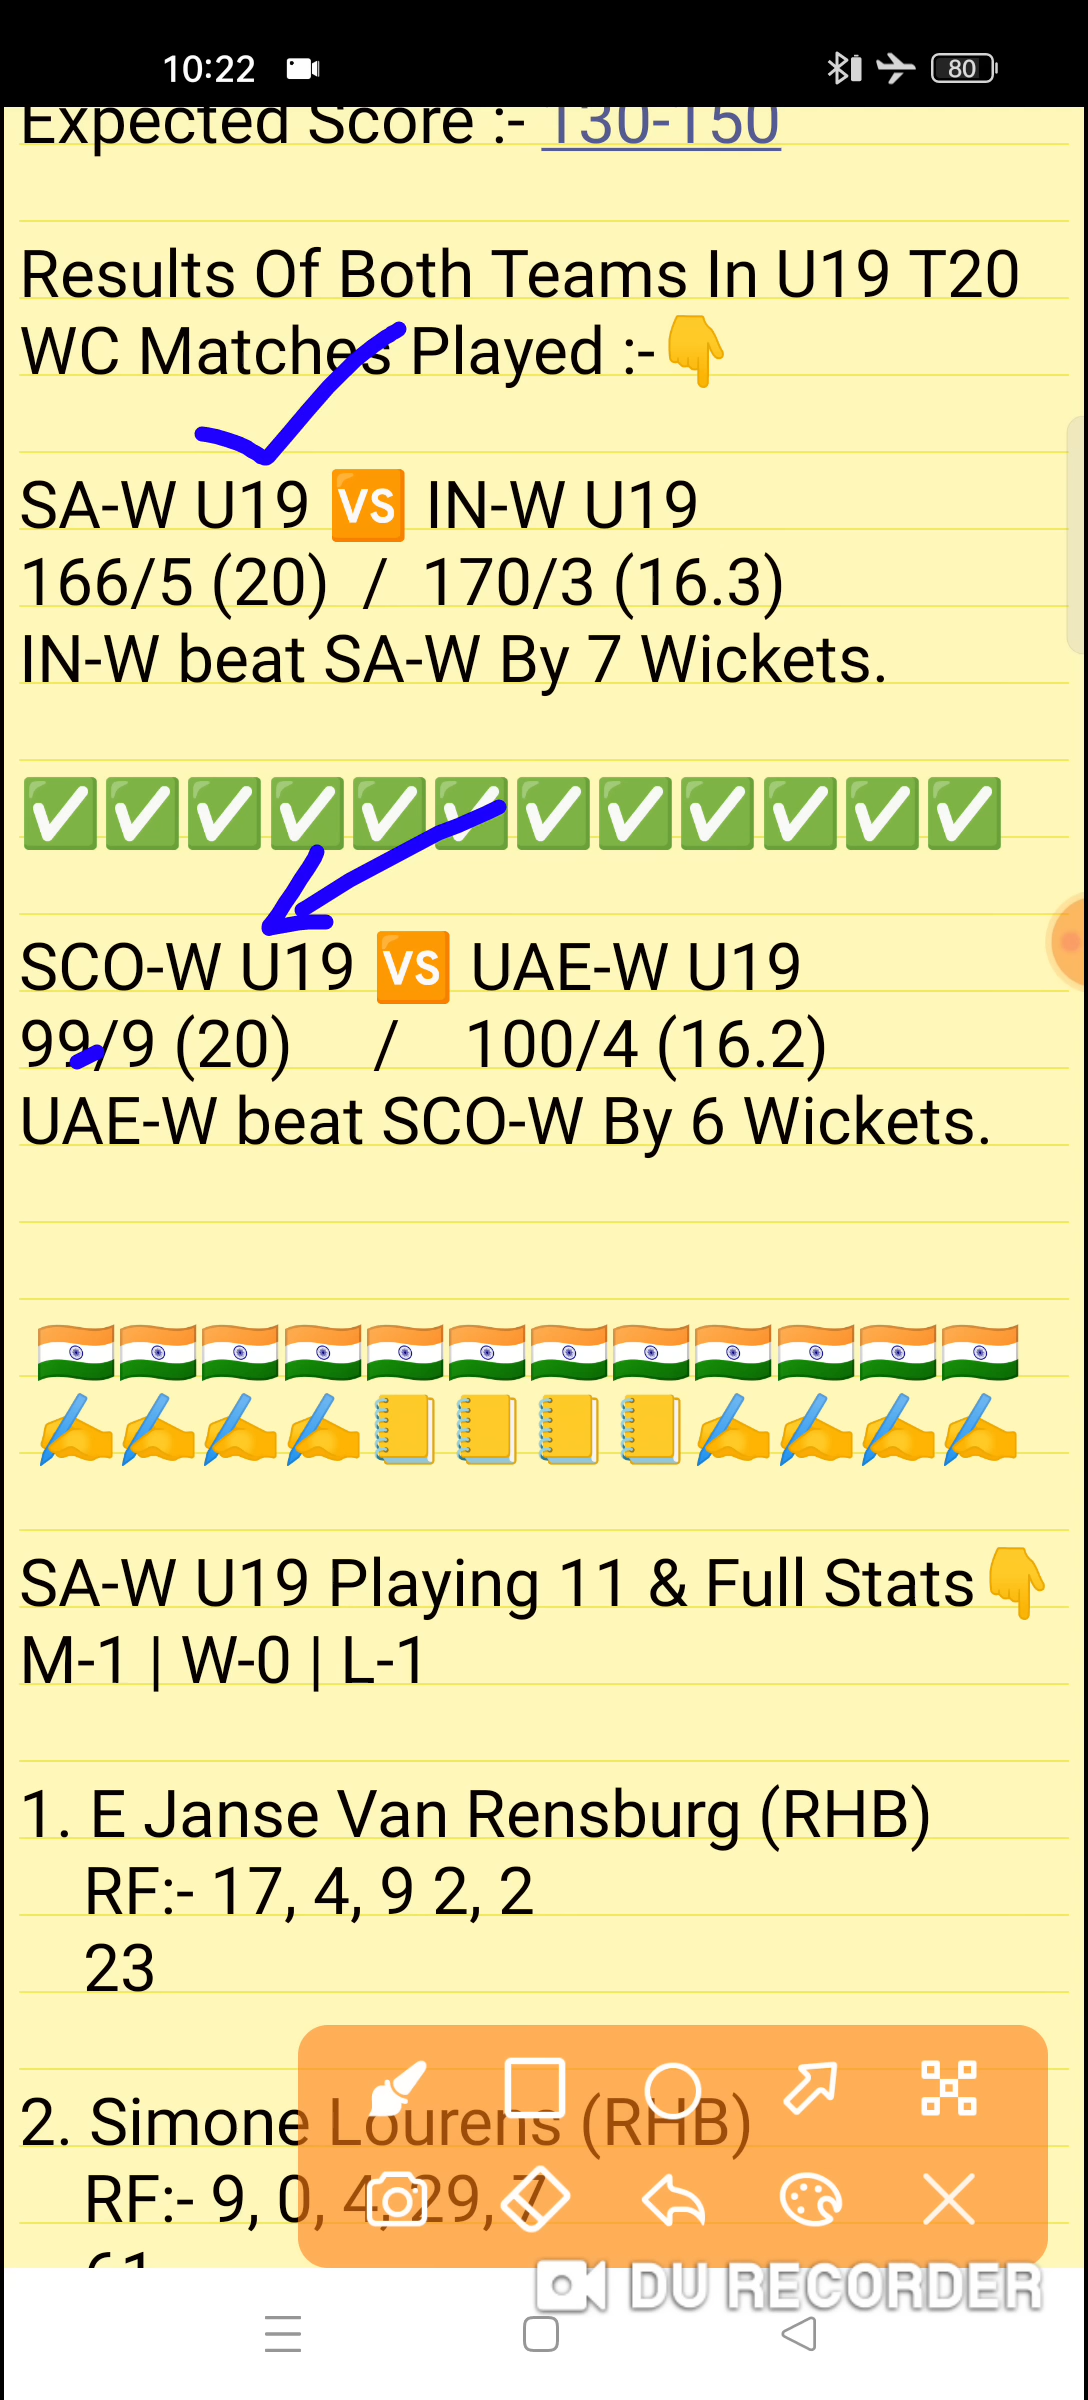 10:22
80
Expected Score :- 130-150
Results Of Both Teams In U19 T20
WC Matches Played :-👇
SA-W U19 🆚 IN-W U19
166/5 (20) / 170/3 (16.3)
IN-W beat SA-W By 7 Wickets.
✅✅✅✅✅✅✅✅✅✅✅✅
SCO-W U19 🆚 UAE-W U19
99/9 (20) / 100/4 (16.2)
UAE-W beat SCO-W By 6 Wickets.
🇮🇳🇮🇳🇮🇳🇮🇳🇮🇳🇮🇳🇮🇳🇮🇳🇮🇳🇮🇳🇮🇳🇮🇳
✍️✍️✍️✍️📒📒📒📒✍️✍️✍️✍️
SA-W U19 Playing 11 & Full Stats👇
M-1 | W-0 | L-1
1. E Janse Van Rensburg (RHB)
RF:- 17, 4, 9 2, 2
23
2. Simone Lourens (RHB)
RF:- 9, 0, 4, 29, 7
61
DU RECORDER